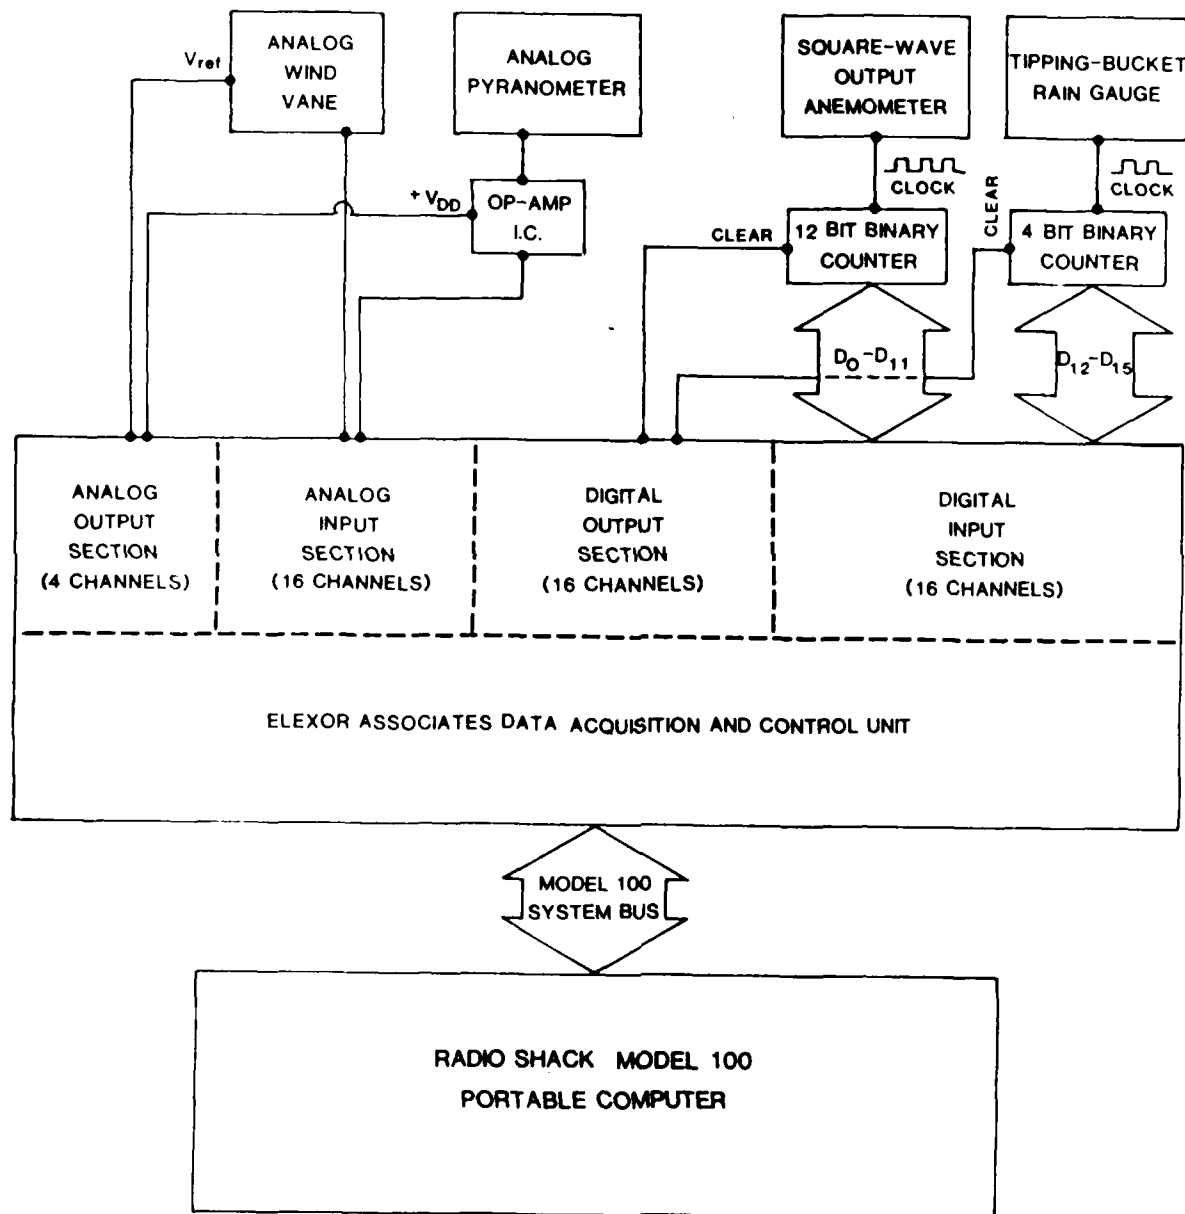 Vref
ANALOG
WIND
VANE
ANALOG
PYRANOMETER
SQUARE-WAVE
OUTPUT
ANEMOMETER
TIPPING-BUCKET
RAIN GAUGE
+ VDD
OP-AMP
I.C.
CLOCK
CLOCK
CLEAR
12 BIT BINARY
COUNTER
CLEAR
4 BIT BINARY
COUNTER
D0-D11
D12-D15
ANALOG
OUTPUT
SECTION
(4 CHANNELS)
ANALOG
INPUT
SECTION
(16 CHANNELS)
DIGITAL
OUTPUT
SECTION
(16 CHANNELS)
DIGITAL
INPUT
SECTION
(16 CHANNELS)
ELEXOR ASSOCIATES DATA ACQUISITION AND CONTROL UNIT
MODEL 100
SYSTEM BUS
RADIO SHACK MODEL 100
PORTABLE COMPUTER